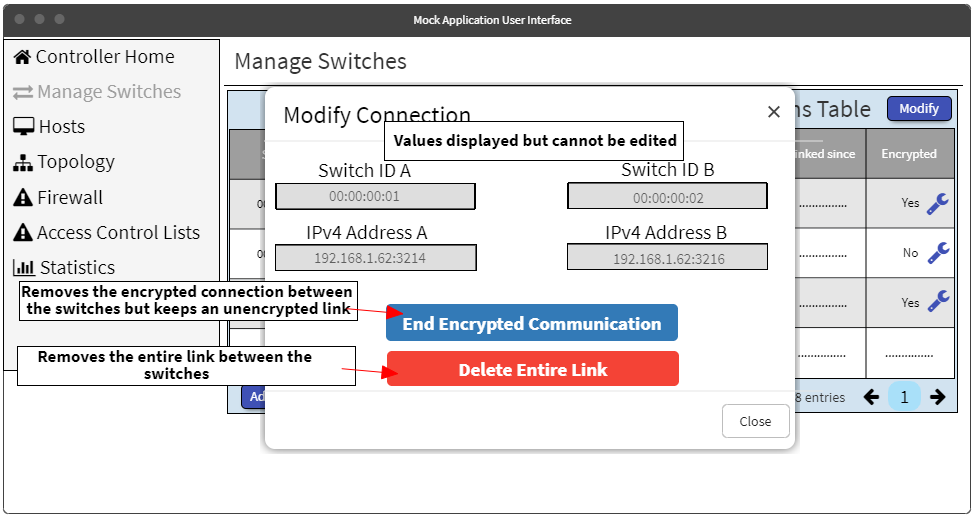 Mock Application User Interface
Controller Home
Manage Switches
Hosts
Topology
Firewall
Access Control Lists
Statistics
Manage Switches
Table
Modify
since
Encrypted
Yes
No
Yes
...............
entries
1
Modify Connection
Values displayed but cannot be edited
Switch ID A
Switch ID B
00:00:00:01
00:00:00:02
IPv4 Address A
IPv4 Address B
192.168.1.62:3214
192.168.1.62:3216
Removes the encrypted connection between
the switches but keeps an unencrypted link
End Encrypted Communication
Removes the entire link between the
switches
Delete Entire Link
Close